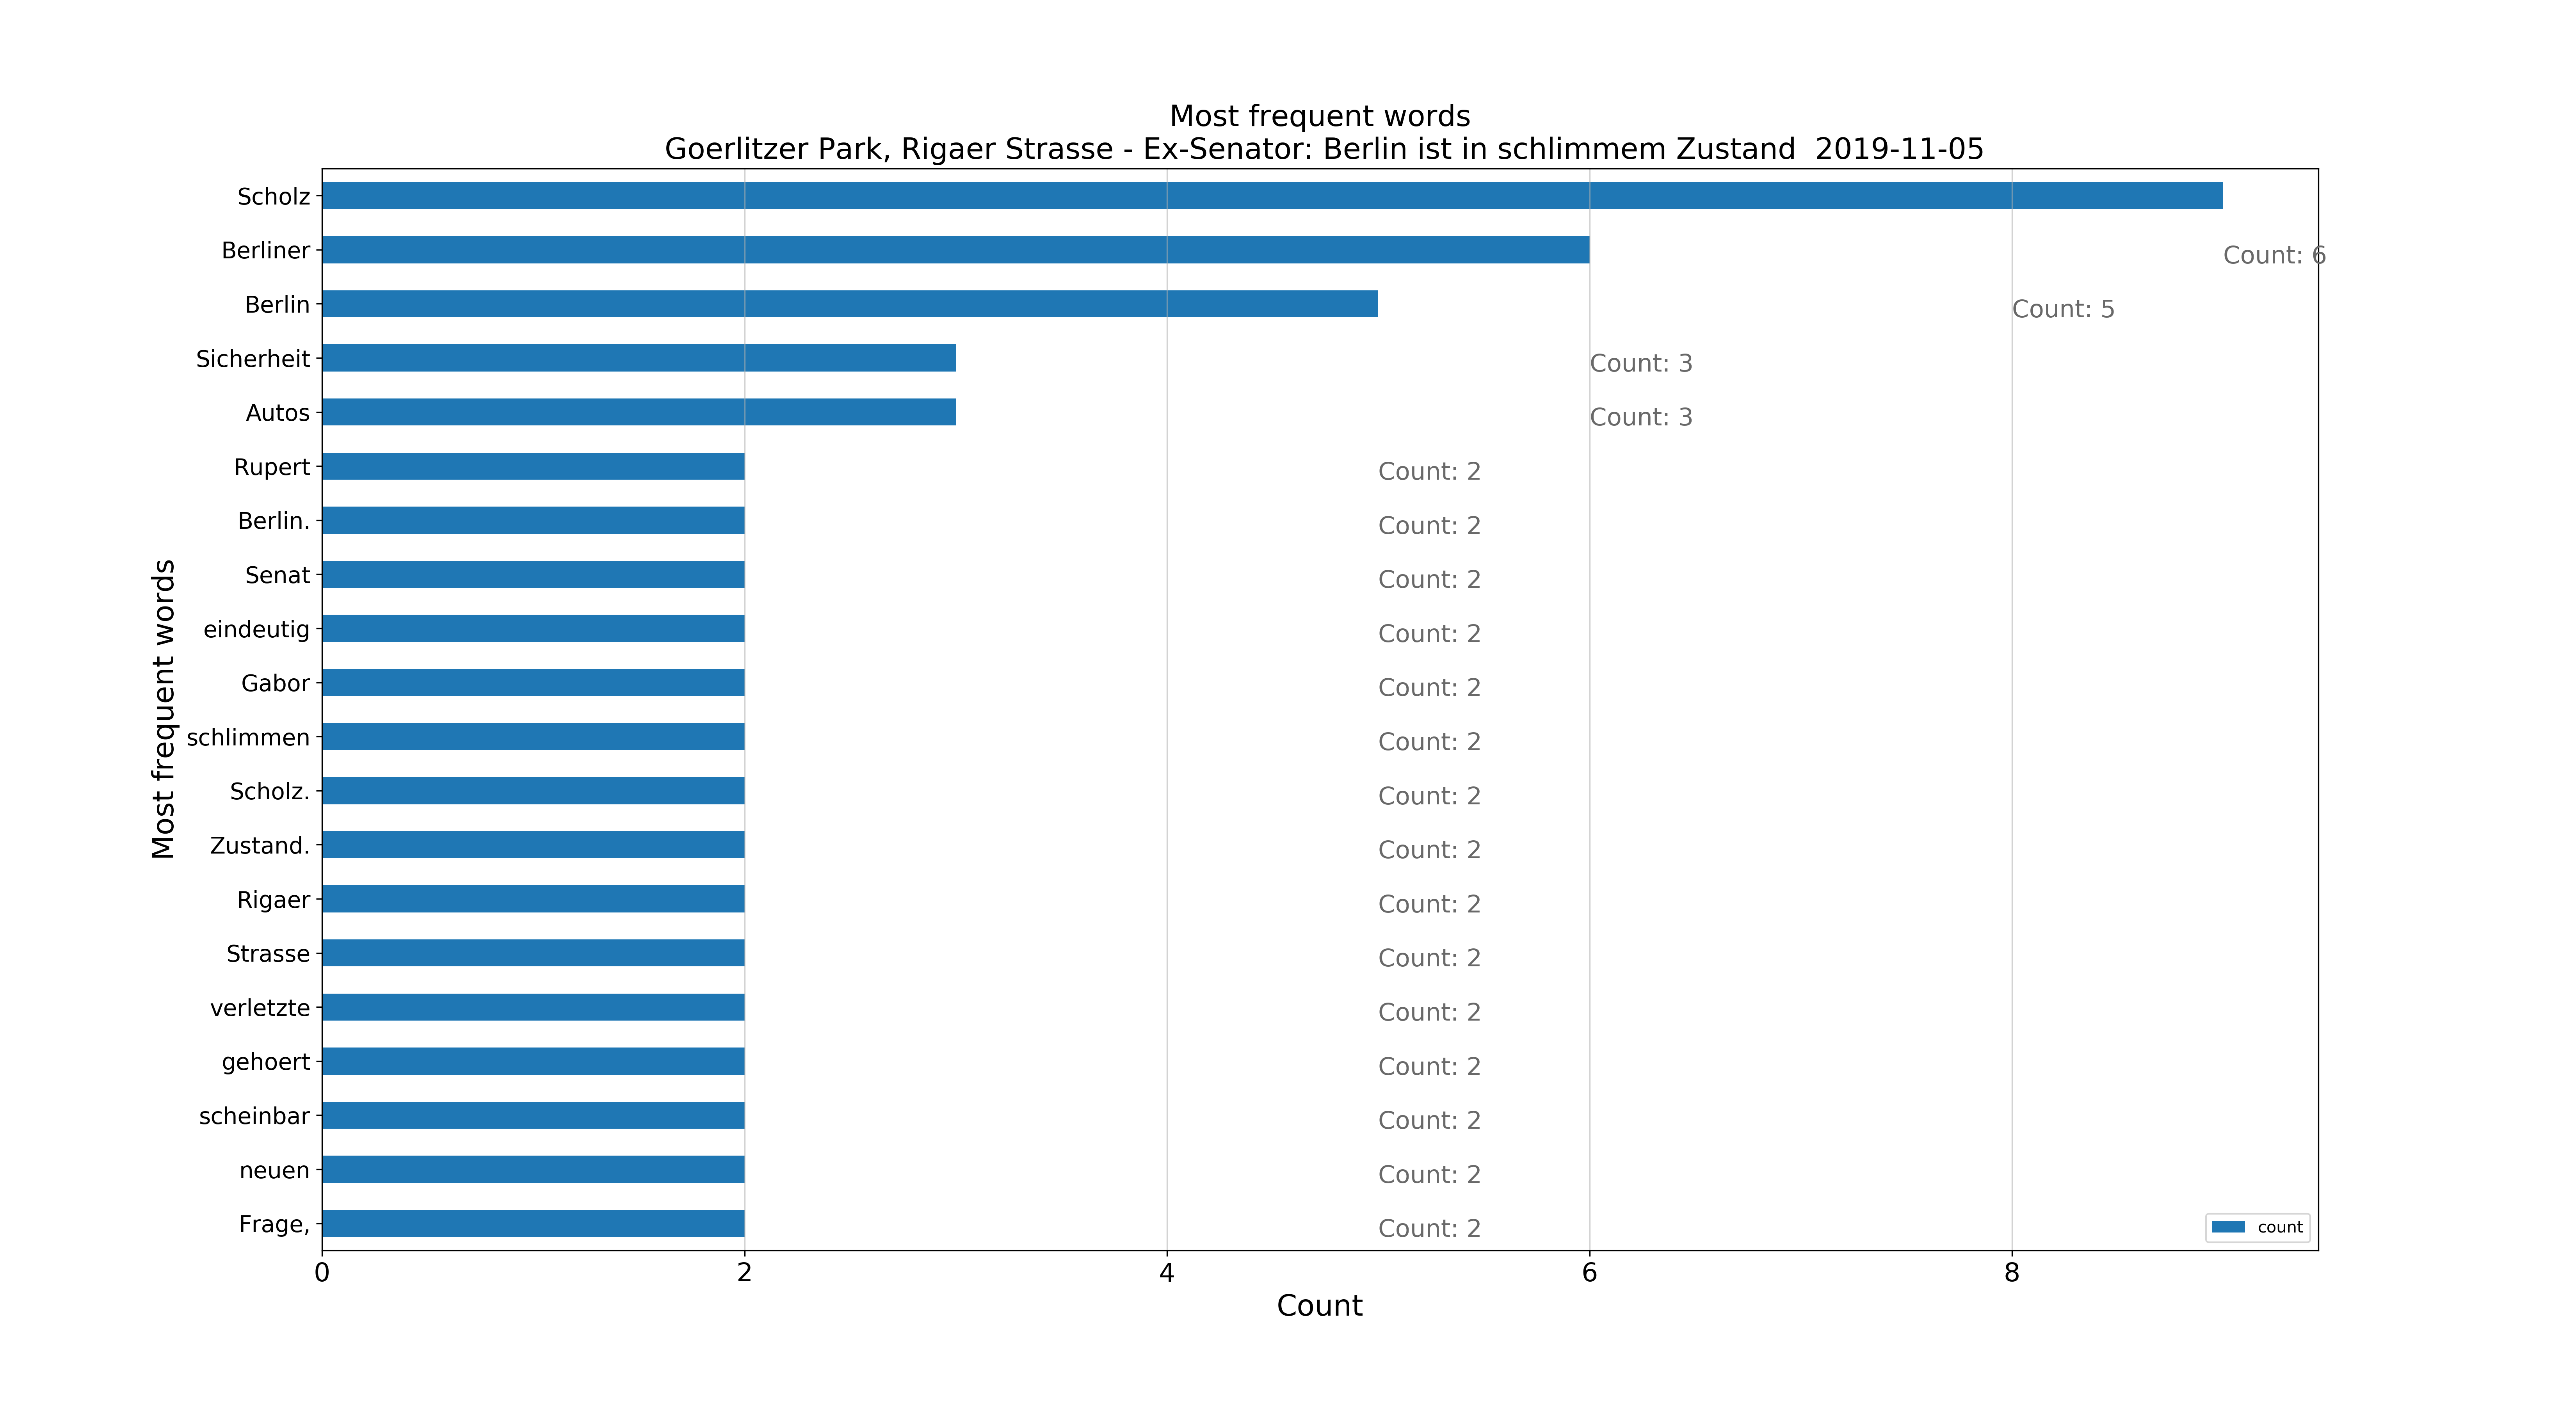 Most frequent words
Goerlitzer Park, Rigaer Strasse - Ex-Senator: Berlin ist in schlimmem Zustand  2019-11-05
Most frequent words
Scholz
Berliner Count: 6
Berlin Count: 5
Sicherheit Count: 3
Autos Count: 3
Rupert Count: 2
Berlin. Count: 2
Senat Count: 2
eindeutig Count: 2
Gabor Count: 2
schlimmen Count: 2
Scholz. Count: 2
Zustand. Count: 2
Rigaer Count: 2
Strasse Count: 2
verletzte Count: 2
gehoert Count: 2
scheinbar Count: 2
neuen Count: 2
Frage, Count: 2
count
0 2 4 6 8
Count